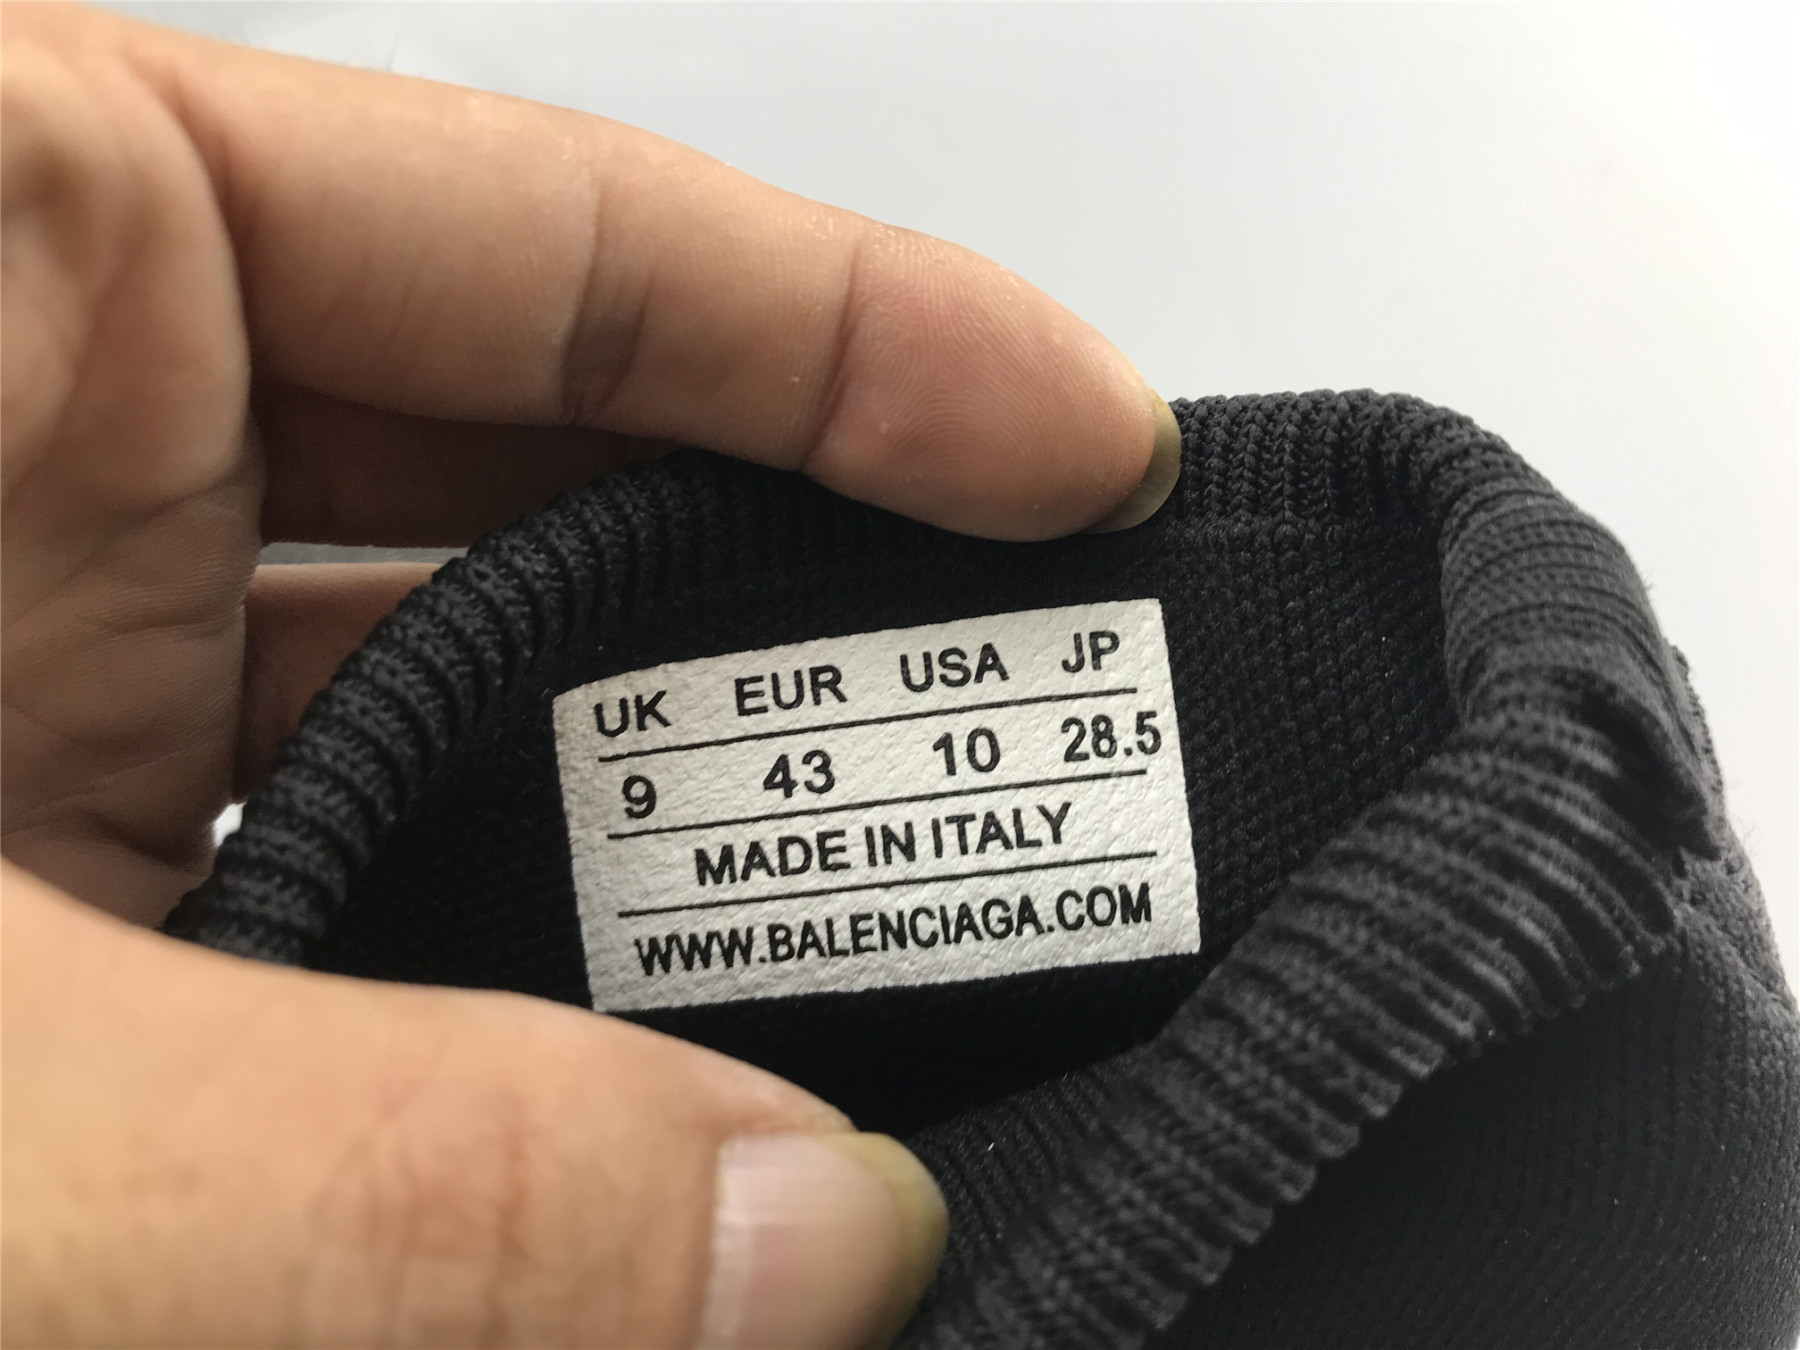 UK EUR USA JP
9 43 10 28.5
MADE IN ITALY
WWW.BALENCIAGA.COM